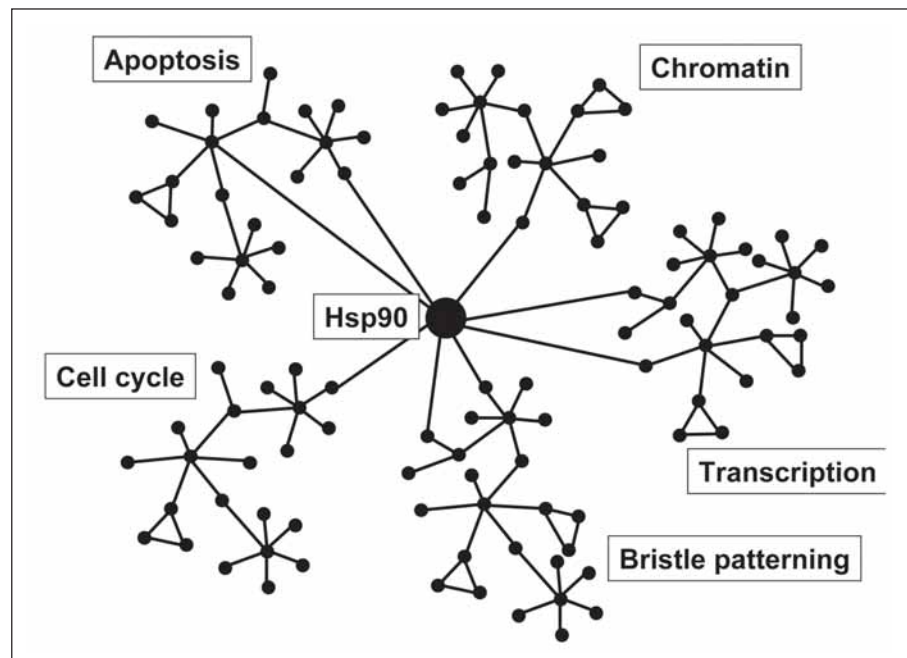 Apoptosis
Chromatin
Hsp90
Cell cycle
Transcription
Bristle patterning